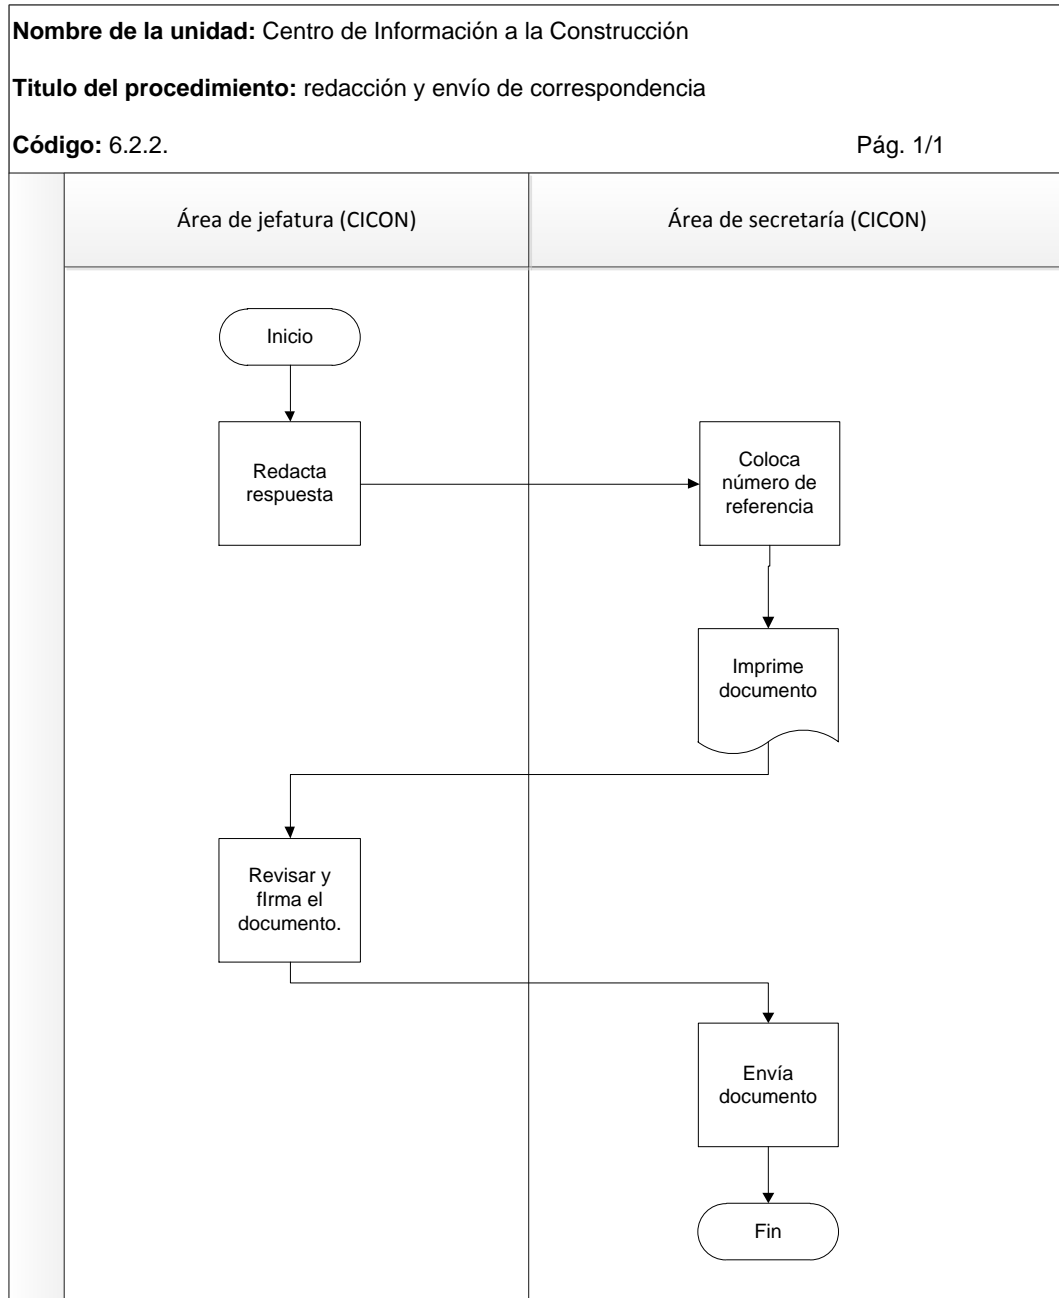 Nombre de la unidad: Centro de Información a la Construcción
Titulo del procedimiento: redacción y envío de correspondencia
Código: 6.2.2. Pág. 1/1
Área de jefatura (CICON) Área de secretaría (CICON)
Inicio
Redacta
respuesta
Coloca
número de
referencia
Imprime
documento
Revisar y
fIrma el
documento.
Envía
documento
Fin